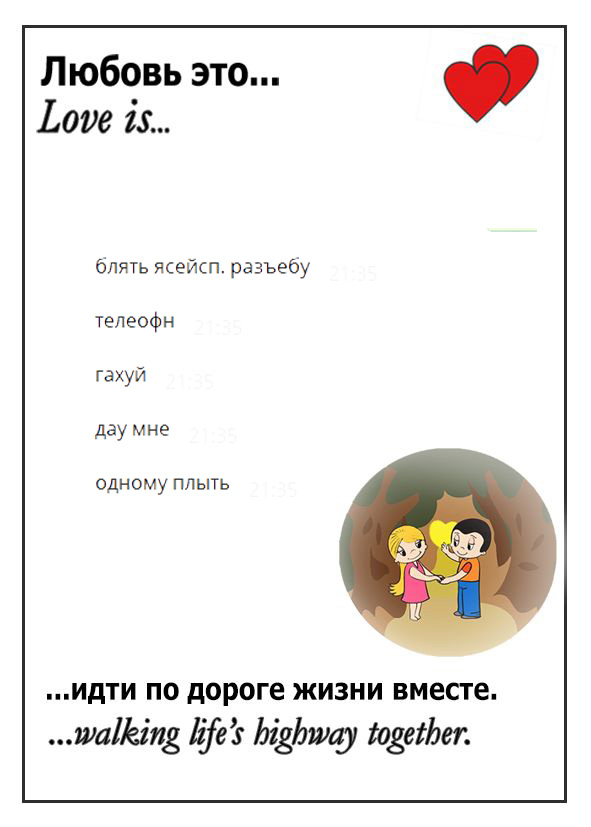 Любовь это...
Love is...
блять ясейсп. разъебу 21:35
телеофн 21:35
гахуй 21:35
дау мне 21:35
одному плыть 21:35
...идти по дороге жизни вместе.
...walking life's highway together.